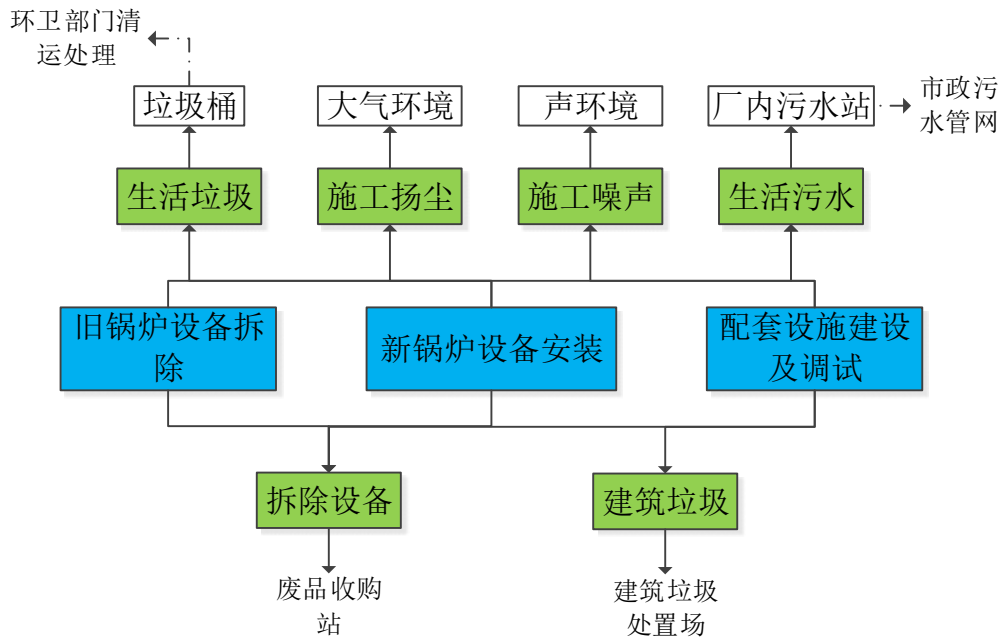 环卫部门清
运处理
垃圾桶
大气环境
声环境
厂内污水站
市政污
水管网
生活垃圾
施工扬尘
施工噪声
生活污水
旧锅炉设备拆
除
新锅炉设备安装
配套设施建设
及调试
拆除设备
建筑垃圾
废品收购
站
建筑垃圾
处置场